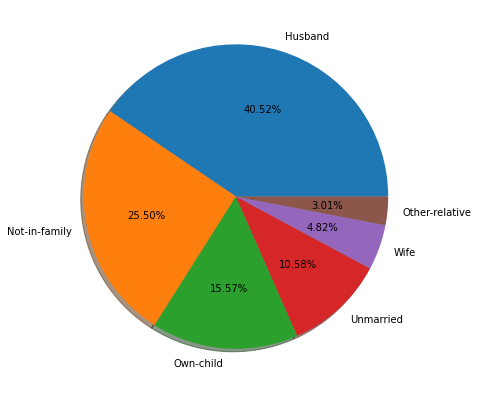 Husband
40.52%
Not-in-family
25.50%
3.01%
Other-relative
4.82%
Wife
10.58%
15.57%
Unmarried
Own-child